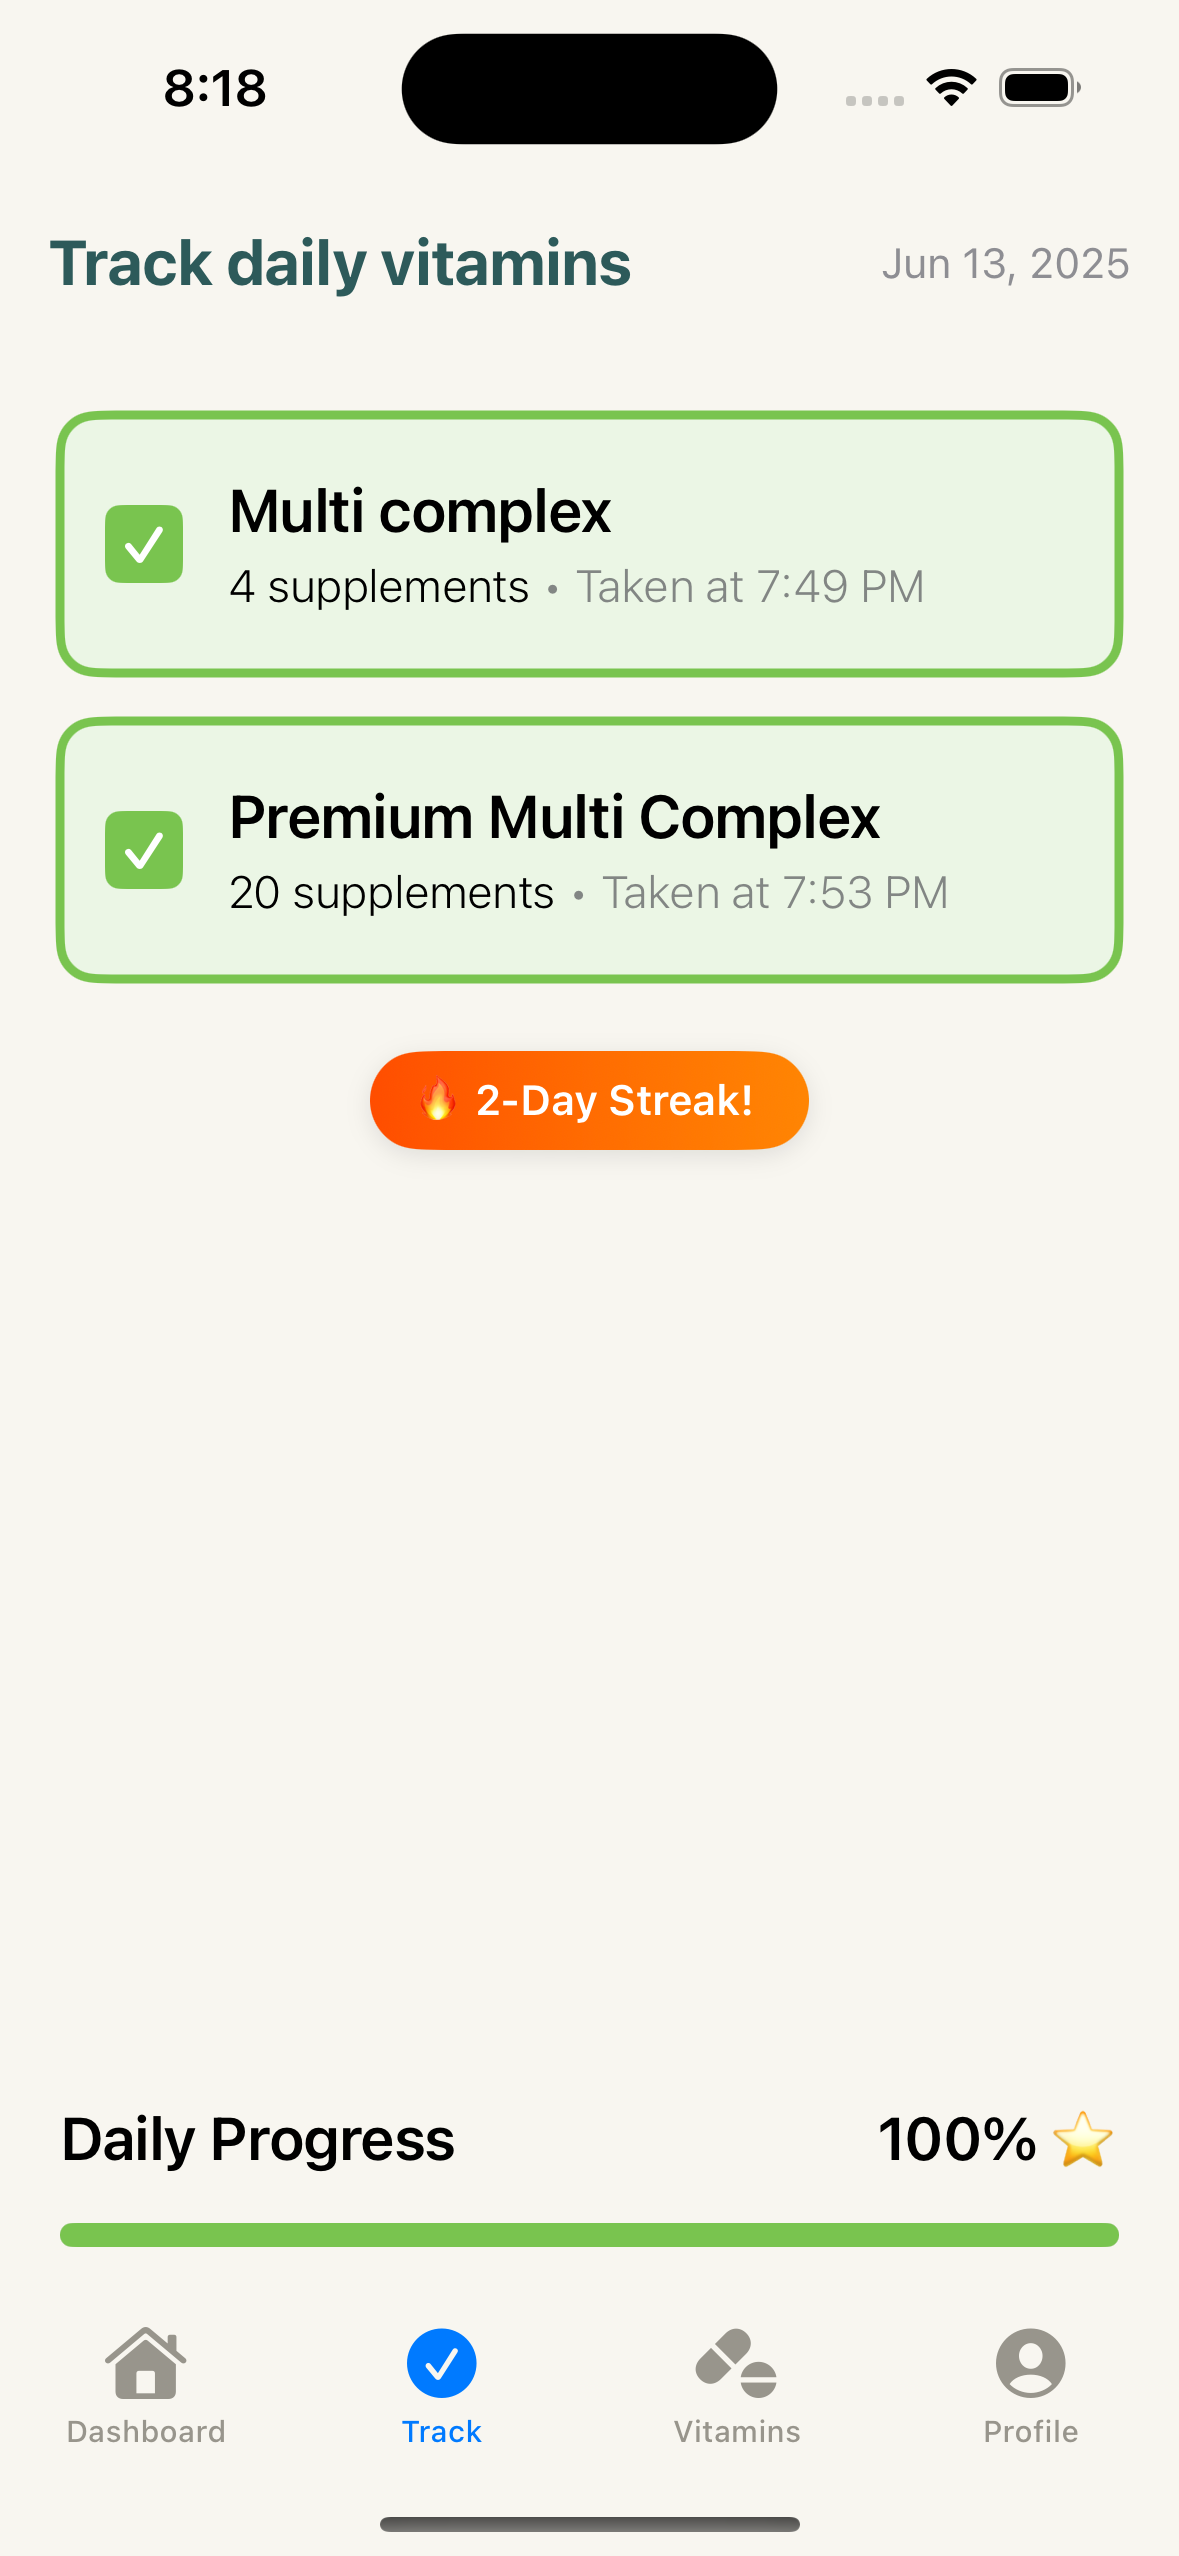 8:18
Track daily vitamins
Jun 13, 2025
Multi complex
4 supplements • Taken at 7:49 PM
Premium Multi Complex
20 supplements • Taken at 7:53 PM
🔥 2-Day Streak!
Daily Progress
100% ⭐
Dashboard
Track
Vitamins
Profile